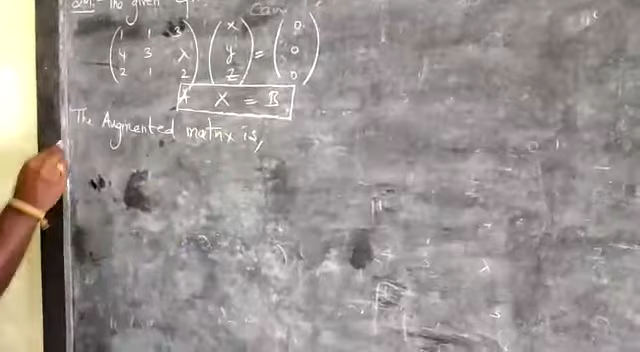 The given
(1 1 3) (x) (0)
(4 3 λ) (y) = (0)
(2 1 2) (z) (0)
A X = B
The Augmented matrix is,